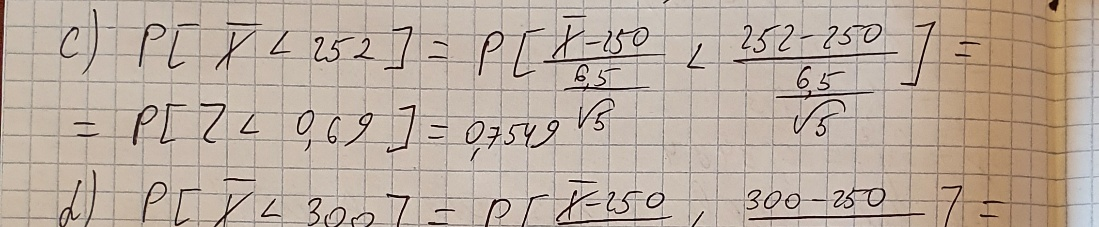 c) P[ X̄ < 252 ] = P[ (X̄-250)/(6,5/√5) < (252-250)/(6,5/√5) ] =
= P[ Z < 0,69 ] = 0,7549
d) P[ X̄ < 300 ] = P[ X̄-250 , 300-250 ] =